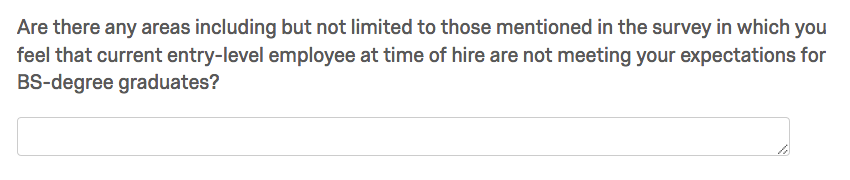 Are there any areas including but not limited to those mentioned in the survey in which you
feel that current entry-level employee at time of hire are not meeting your expectations for
BS-degree graduates?